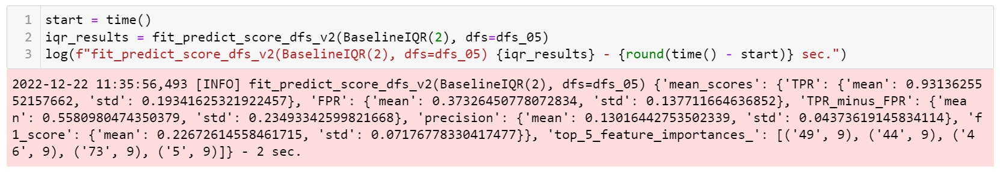 1 start = time()
2 iqr_results = fit_predict_score_dfs_v2(BaselineIQR(2), dfs=dfs_05)
3 log(f"fit_predict_score_dfs_v2(BaselineIQR(2), dfs=dfs_05) {iqr_results} - {round(time() - start)} sec.")
2022-12-22 11:35:56,493 [INFO] fit_predict_score_dfs_v2(BaselineIQR(2), dfs=dfs_05) {'mean_scores': {'TPR': {'mean': 0.93136255
52157662, 'std': 0.19341625321922457}, 'FPR': {'mean': 0.37326450778072834, 'std': 0.137711664636852}, 'TPR_minus_FPR': {'mea
n': 0.5580980474350379, 'std': 0.23493342599821668}, 'precision': {'mean': 0.13016442753502339, 'std': 0.04373619145834114}, 'f
1_score': {'mean': 0.22672614558461715, 'std': 0.07176778330417477}}, 'top_5_feature_importances_': [('49', 9), ('44', 9), ('4
6', 9), ('73', 9), ('5', 9)]} - 2 sec.